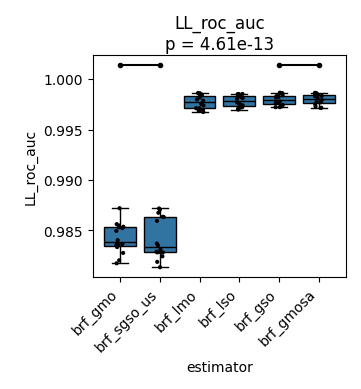 LL_roc_auc
p = 4.61e-13
LL_roc_auc
1.000
0.995
0.990
0.985
brf_gmo
brf_sgso_us
brf_lmo
brf_lso
brf_gso
brf_gmosa
estimator